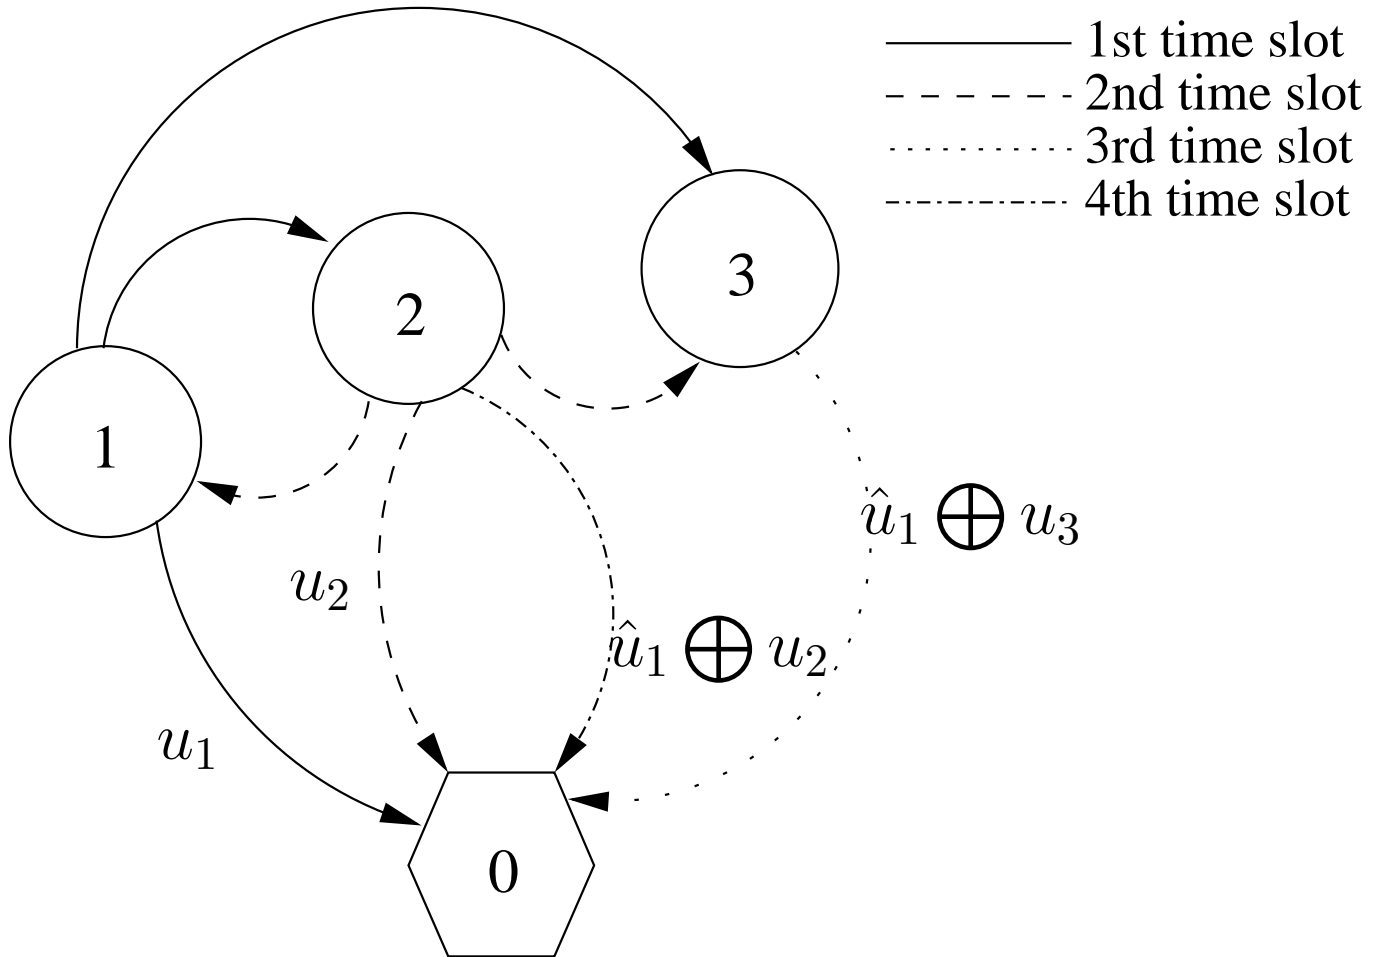 1st time slot
2nd time slot
3rd time slot
4th time slot
3
2
1
û₁ ⊕ u₃
u₂
û₁ ⊕ u₂
u₁
0